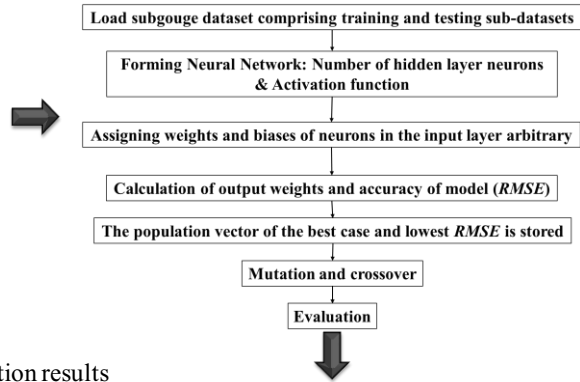 Load subgouge dataset comprising training and testing sub-datasets
Forming Neural Network: Number of hidden layer neurons
& Activation function
Assigning weights and biases of neurons in the input layer arbitrary
Calculation of output weights and accuracy of model (RMSE)
The population vector of the best case and lowest RMSE is stored
Mutation and crossover
Evaluation
tion results